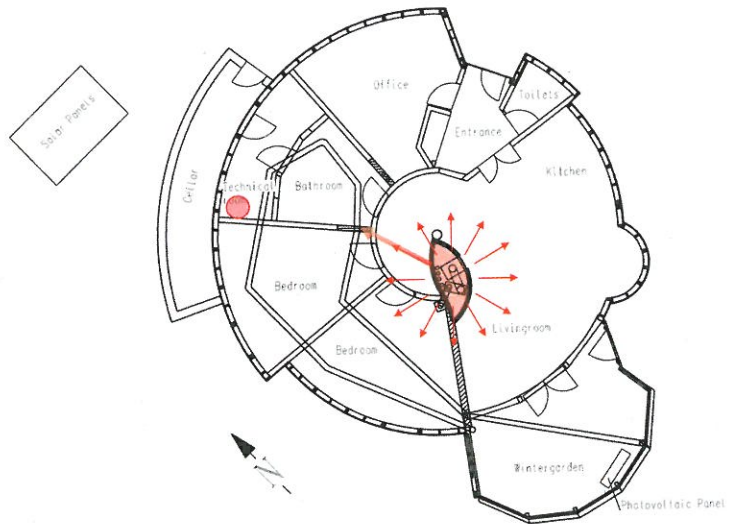 Solar Panels
Office
Toilets
Entrance
Kitchen
Cellar
Technical
Bathroom
Bedroom
Livingroom
Bedroom
N
Wintergarden
Photovoltaic Panel